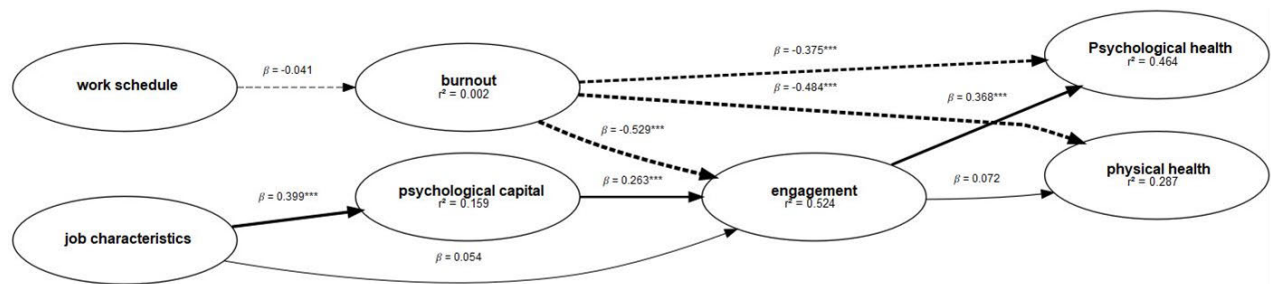 work schedule
β = -0.041
burnout
r² = 0.002
β = -0.375***
β = -0.484***
Psychological health
r² = 0.464
β = 0.368***
β = -0.529***
job characteristics
β = 0.399***
psychological capital
r² = 0.159
β = 0.263***
engagement
r² = 0.524
β = 0.072
physical health
r² = 0.287
β = 0.054